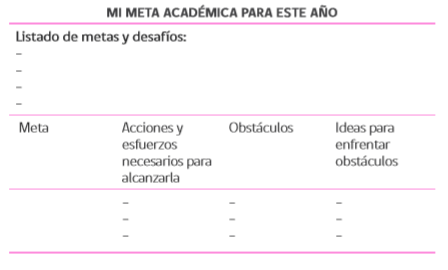 MI META ACADÉMICA PARA ESTE AÑO
Listado de metas y desafíos:
–
–
–
–
Meta
Acciones y
esfuerzos
necesarios para
alcanzarla
Obstáculos
Ideas para
enfrentar
obstáculos
– – –
– – –
– – –